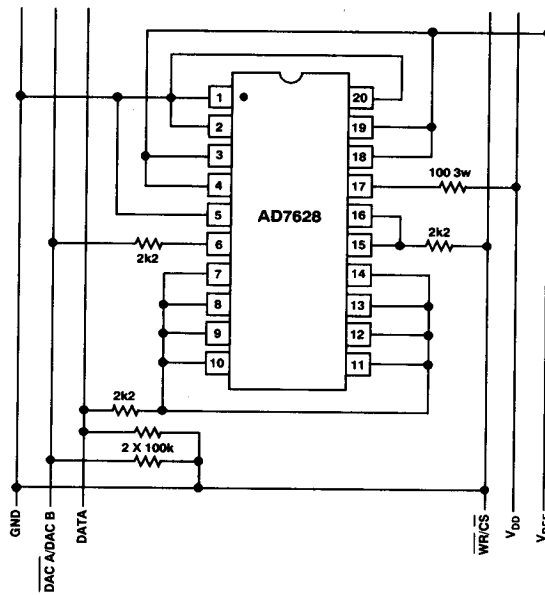 1
20
2
19
3
18
100 3w
4
17
5
AD7628
16
6
15
2k2
2k2
7
14
8
13
9
12
10
11
2k2
2 X 100k
GND
DAC A/DAC B
DATA
WR/CS
VDD
VREF